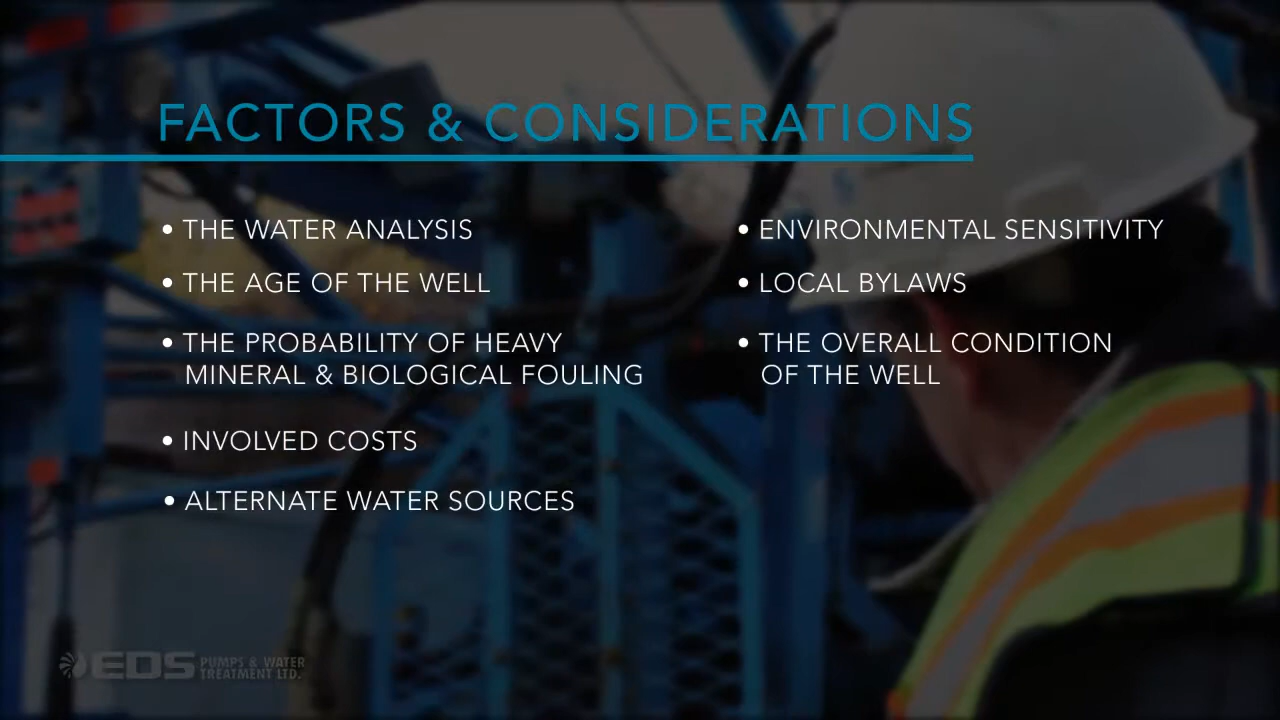 FACTORS & CONSIDERATIONS
• THE WATER ANALYSIS
• THE AGE OF THE WELL
• THE PROBABILITY OF HEAVY
MINERAL & BIOLOGICAL FOULING
• INVOLVED COSTS
• ALTERNATE WATER SOURCES
• ENVIRONMENTAL SENSITIVITY
• LOCAL BYLAWS
• THE OVERALL CONDITION
OF THE WELL
EDS PUMPS & WATER
TREATMENT LTD.